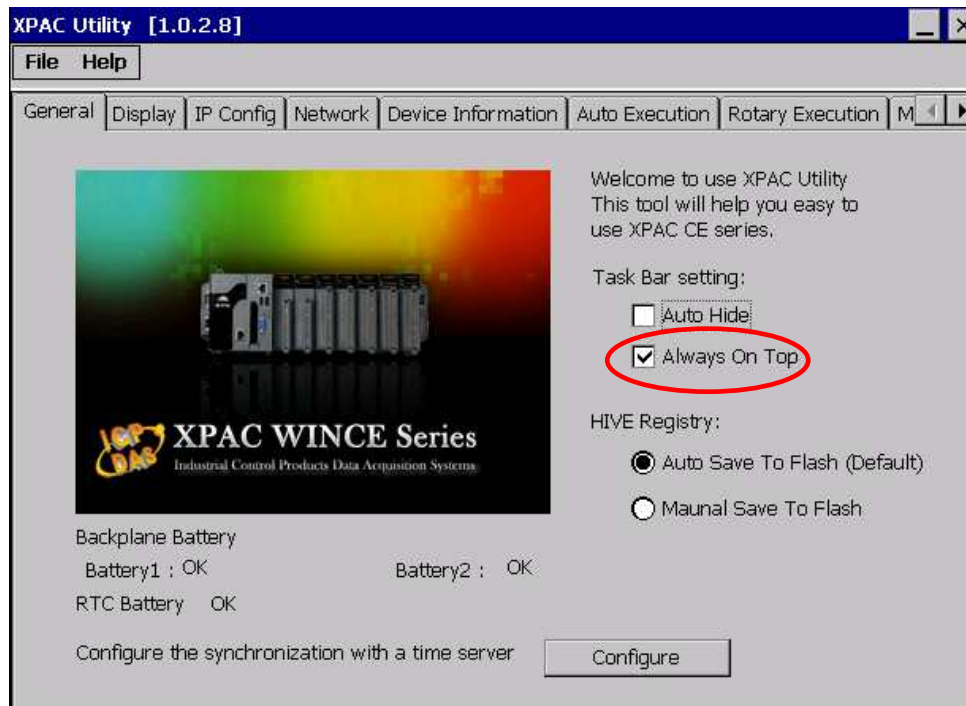 XPAC Utility [1.0.2.8]
File Help
General Display IP Config Network Device Information Auto Execution Rotary Execution M
Welcome to use XPAC Utility
This tool will help you easy to
use XPAC CE series.
Task Bar setting:
Auto Hide
Always On Top
ICP
DAS
XPAC WINCE Series
Industrial Control Products Data Acquisition Systems
HIVE Registry:
Auto Save To Flash (Default)
Maunal Save To Flash
Backplane Battery
Battery1 : OK Battery2 : OK
RTC Battery OK
Configure the synchronization with a time server Configure